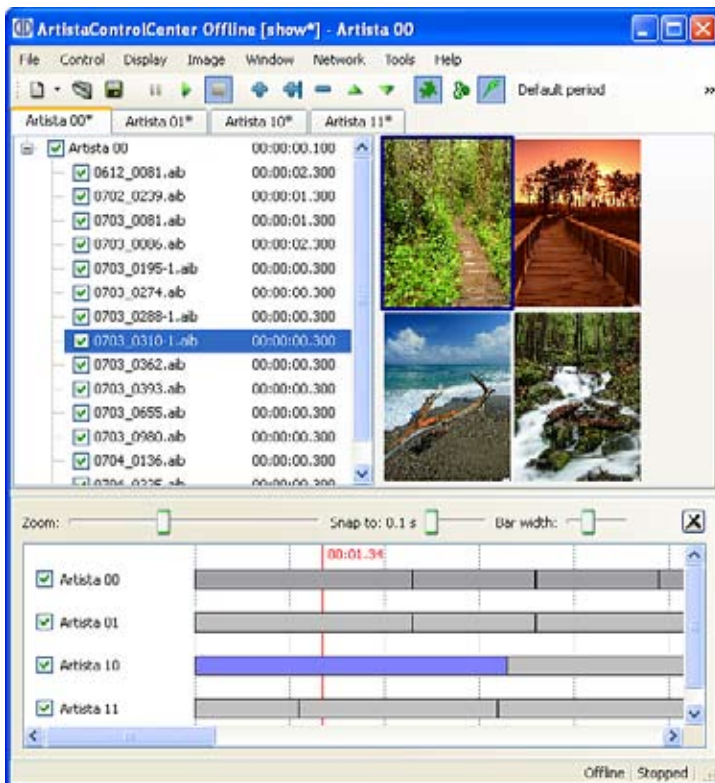 ArtistaControlCenter Offline [show*] - Artista 00
File Control Display Image Window Network Tools Help
Default period »
Artista 00* Artista 01* Artista 10* Artista 11*
Artista 00 00:00:00.100
0612_0081.aib 00:00:02.300
0702_0239.aib 00:00:01.300
0703_0081.aib 00:00:01.300
0703_0086.aib 00:00:02.300
0703_0195-1.aib 00:00:00.300
0703_0274.aib 00:00:00.300
0703_0288-1.aib 00:00:00.300
0703_0310-1.aib 00:00:00.300
0703_0362.aib 00:00:00.300
0703_0393.aib 00:00:00.300
0703_0655.aib 00:00:00.300
0703_0980.aib 00:00:00.300
0704_0136.aib 00:00:00.300
00:00:00.300
Zoom: Snap to: 0.1 s Bar width:
00:01.34
Artista 00
Artista 01
Artista 10
Artista 11
Offline Stopped